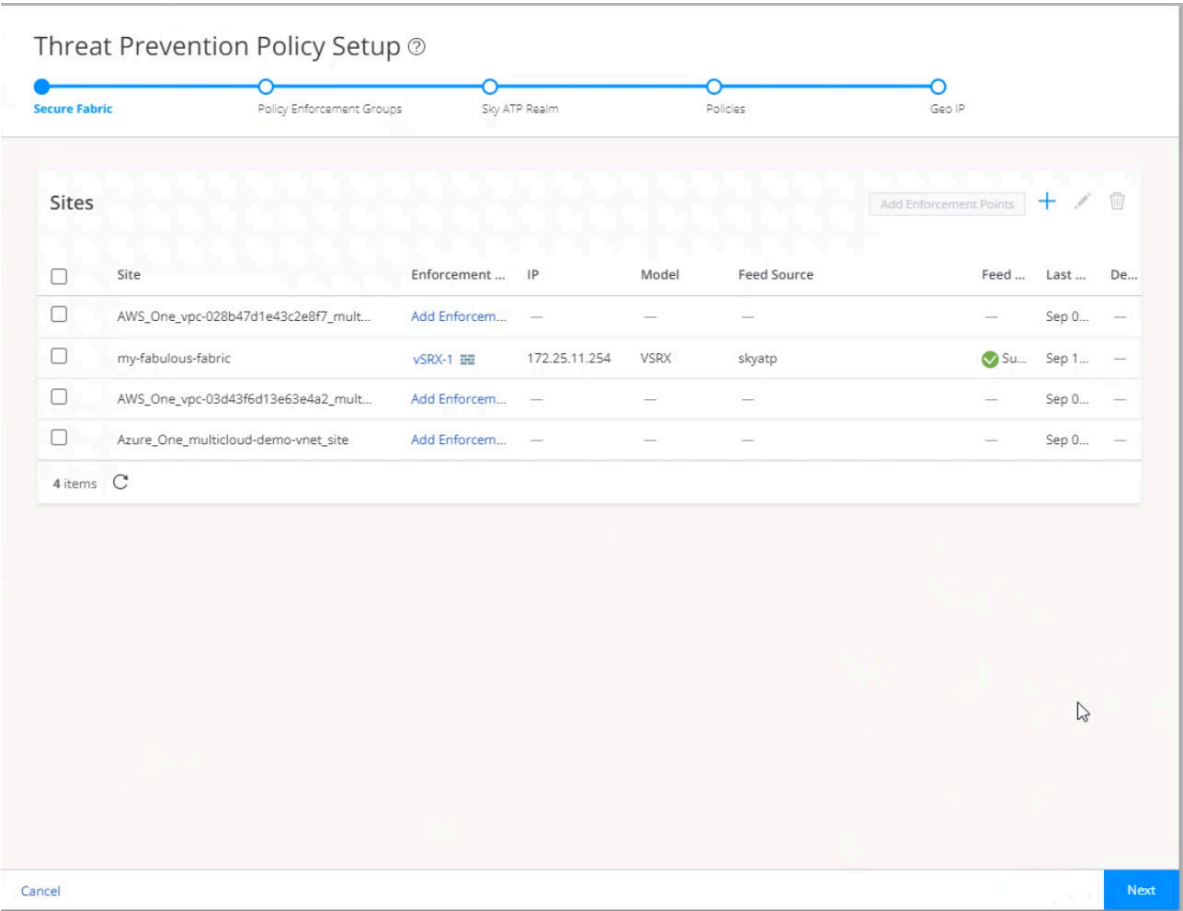 Threat Prevention Policy Setup ?
Secure Fabric Policy Enforcement Groups Sky ATP Realm Policies Geo IP
Sites Add Enforcement Points
Site Enforcement ... IP Model Feed Source Feed ... Last ... De...
AWS_One_vpc-028b47d1e43c2e8f7_mult... Add Enforcem... — — — — Sep 0... —
my-fabulous-fabric vSRX-1 172.25.11.254 VSRX skyatp Su... Sep 1... —
AWS_One_vpc-03d43f6d13e63e4a2_mult... Add Enforcem... — — — — Sep 0... —
Azure_One_multicloud-demo-vnet_site Add Enforcem... — — — — Sep 0... —
4 items
Cancel Next